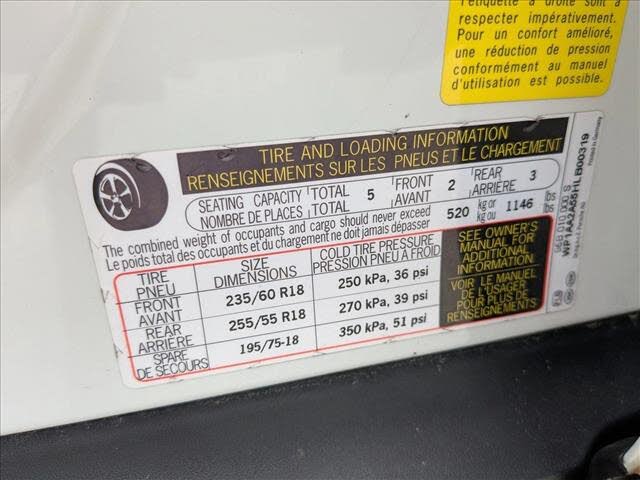 l'étiquette à droite sont à
respecter impérativement.
Pour un confort amélioré,
une réduction de pression
conformément au manuel
d'utilisation est possible.
TIRE AND LOADING INFORMATION
RENSEIGNEMENTS SUR LES PNEUS ET LE CHARGEMENT
SEATING CAPACITY TOTAL 5 FRONT 2 REAR 3
NOMBRE DE PLACES TOTAL AVANT ARRIÈRE
The combined weight of occupants and cargo should never exceed 520 kg or 1146 lbs
Le poids total des occupants et du chargement ne doit jamais dépasser kg ou lbs
TIRE SIZE COLD TIRE PRESSURE
PNEU DIMENSIONS PRESSION PNEU À FROID
FRONT 235/60 R18 250 kPa, 36 psi
AVANT
REAR 255/55 R18 270 kPa, 39 psi
ARRIÈRE
SPARE 195/75-18 350 kPa, 51 psi
DE SECOURS
SEE OWNER'S
MANUAL FOR
ADDITIONAL
INFORMATION
VOIR LE MANUEL
DE L'USAGER
POUR PLUS DE
RENSEIGNEMENTS
WP1AA2A55HLB00319
Printed in Germany